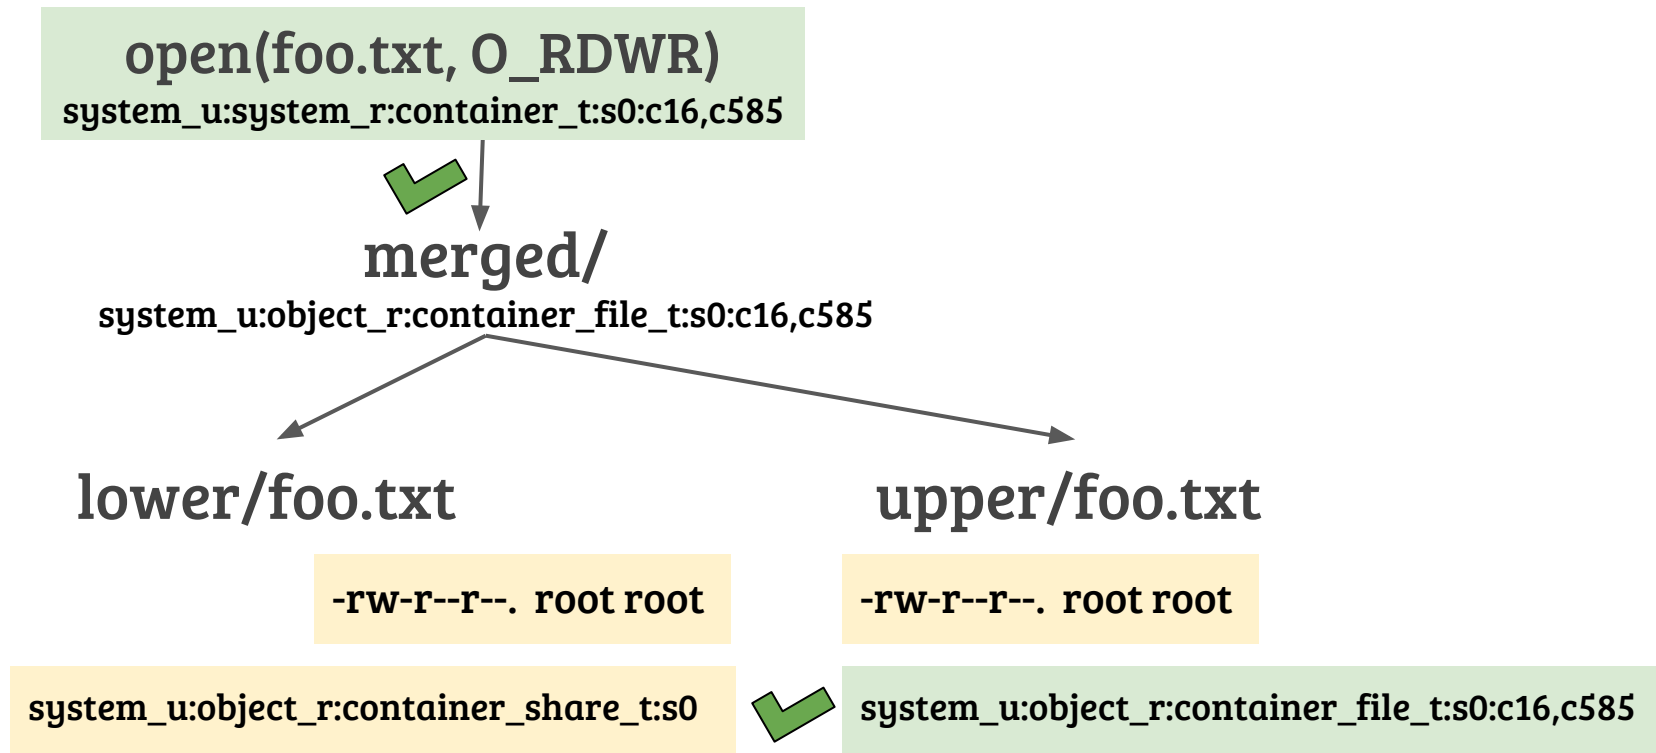 open(foo.txt, O_RDWR)
system_u:system_r:container_t:s0:c16,c585
merged/
system_u:object_r:container_file_t:s0:c16,c585
lower/foo.txt
upper/foo.txt
-rw-r--r--. root root
-rw-r--r--. root root
system_u:object_r:container_share_t:s0
system_u:object_r:container_file_t:s0:c16,c585